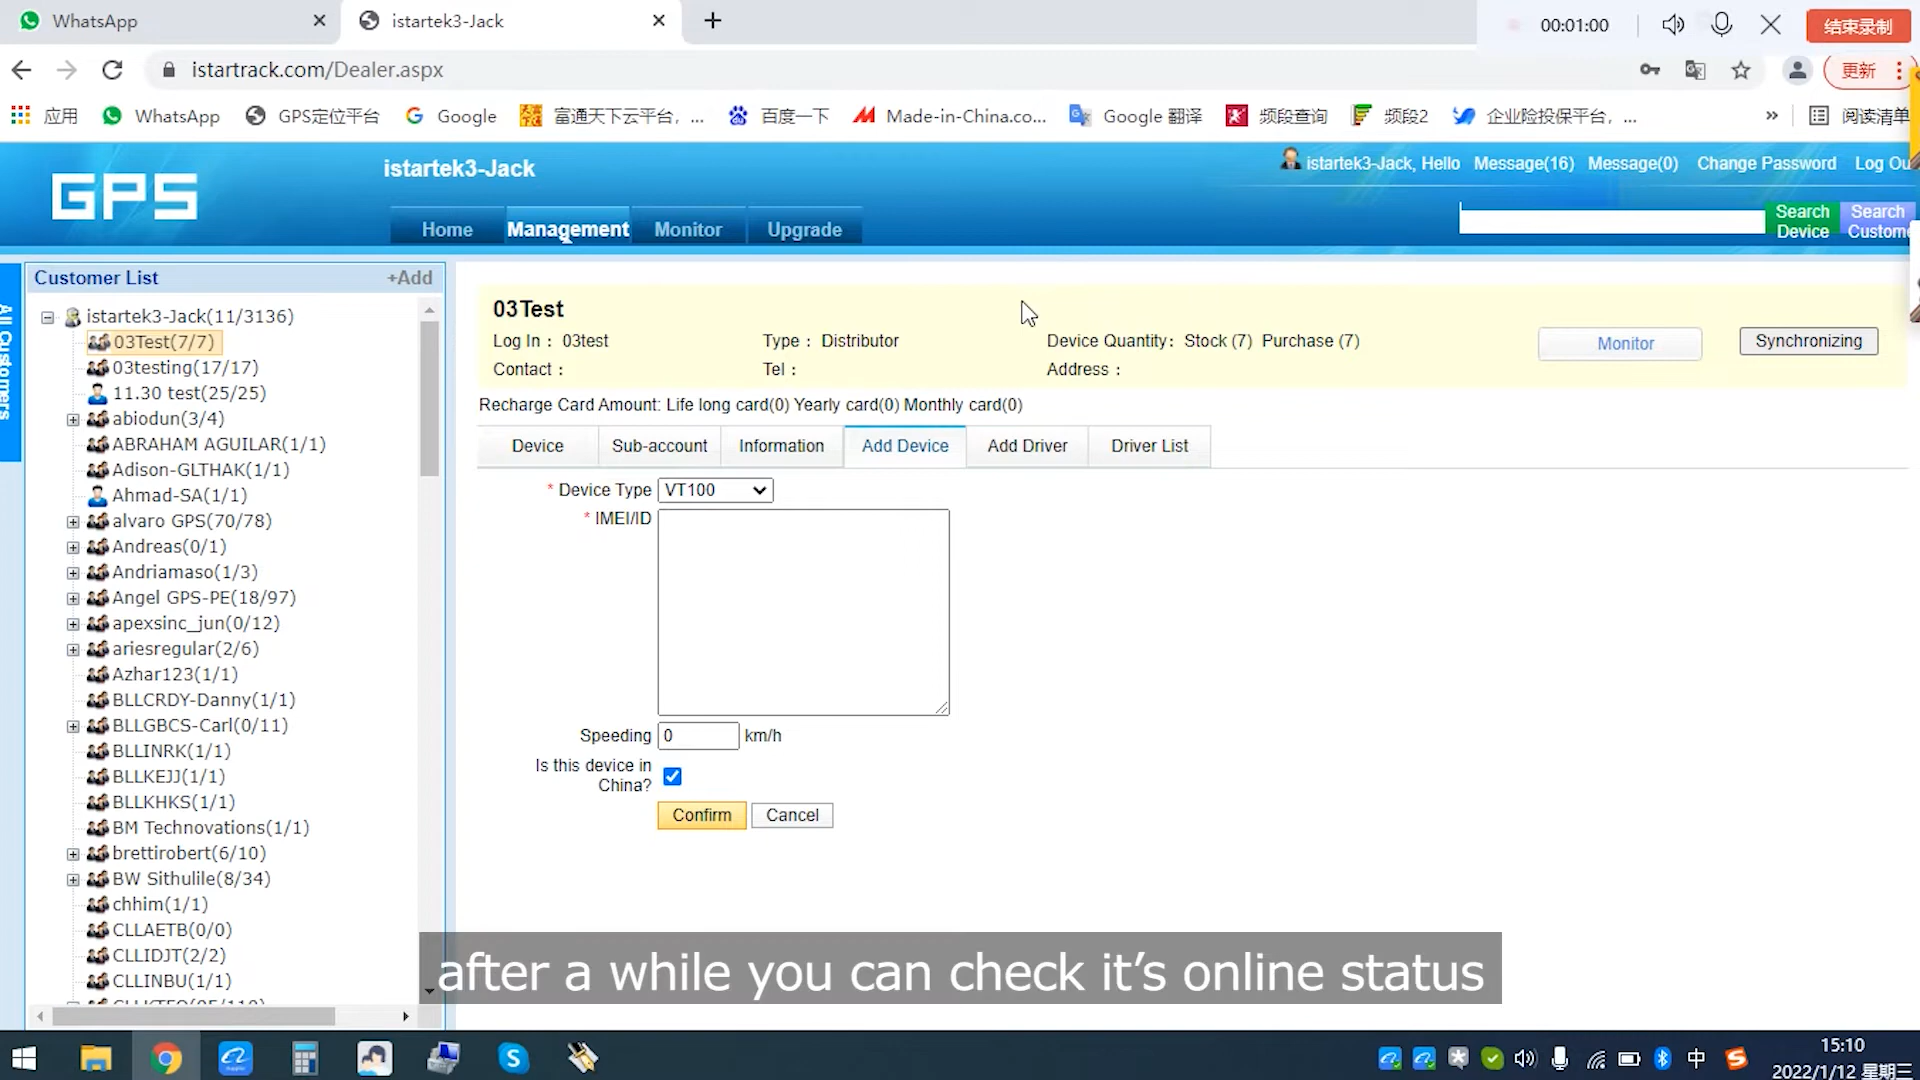 WhatsApp
istartek3-Jack
00:01:00
结束录制
istartrack.com/Dealer.aspx
更新
应用
WhatsApp
GPS定位平台
Google
富通天下云平台，...
百度一下
Made-in-China.co...
Google 翻译
频段查询
频段2
企业险投保平台，...
阅读清单
GPS
istartek3-Jack
istartek3-Jack, Hello
Message(16)
Message(0)
Change Password
Log Ou
Home
Management
Monitor
Upgrade
Search Device
Search Custome
All Customers
Customer List
+Add
istartek3-Jack(11/3136)
03Test(7/7)
03testing(17/17)
11.30 test(25/25)
abiodun(3/4)
ABRAHAM AGUILAR(1/1)
Adison-GLTHAK(1/1)
Ahmad-SA(1/1)
alvaro GPS(70/78)
Andreas(0/1)
Andriamaso(1/3)
Angel GPS-PE(18/97)
apexsinc_jun(0/12)
ariesregular(2/6)
Azhar123(1/1)
BLLCRDY-Danny(1/1)
BLLGBCS-Carl(0/11)
BLLINRK(1/1)
BLLKEJJ(1/1)
BLLKHKS(1/1)
BM Technovations(1/1)
brettirobert(6/10)
BW Sithulile(8/34)
chhim(1/1)
CLLAETB(0/0)
CLLIDJT(2/2)
CLLINBU(1/1)
03Test
Log In： 03test
Type： Distributor
Device Quantity： Stock (7) Purchase (7)
Monitor
Synchronizing
Contact：
Tel：
Address：
Recharge Card Amount: Life long card(0) Yearly card(0) Monthly card(0)
Device
Sub-account
Information
Add Device
Add Driver
Driver List
* Device Type VT100
* IMEI/ID
Speeding 0 km/h
Is this device in
China?
Confirm
Cancel
after a while you can check it’s online status
中
15:10
2022/1/12 星期三